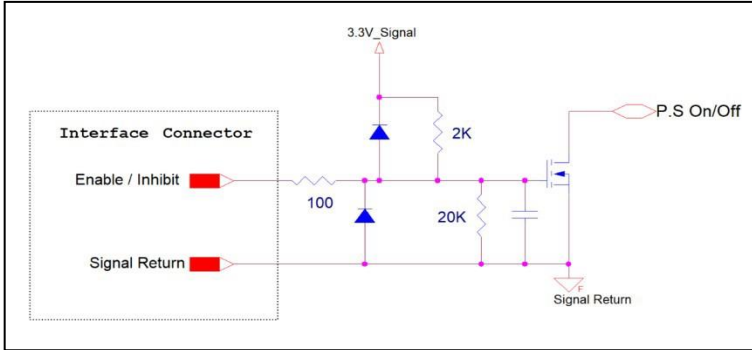 3.3V_Signal
P.S On/Off
Interface Connector
2K
Enable / Inhibit
100
20K
Signal Return
F
Signal Return